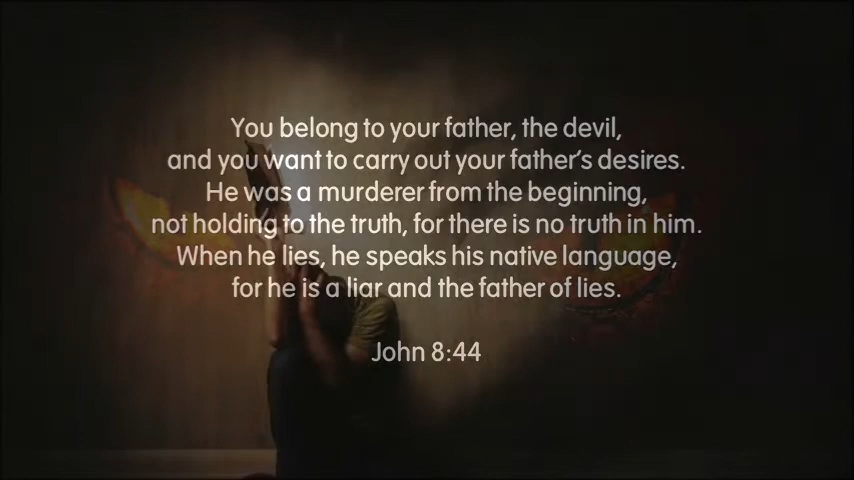 You belong to your father, the devil,
and you want to carry out your father's desires.
He was a murderer from the beginning,
not holding to the truth, for there is no truth in him.
When he lies, he speaks his native language,
for he is a liar and the father of lies.
John 8:44